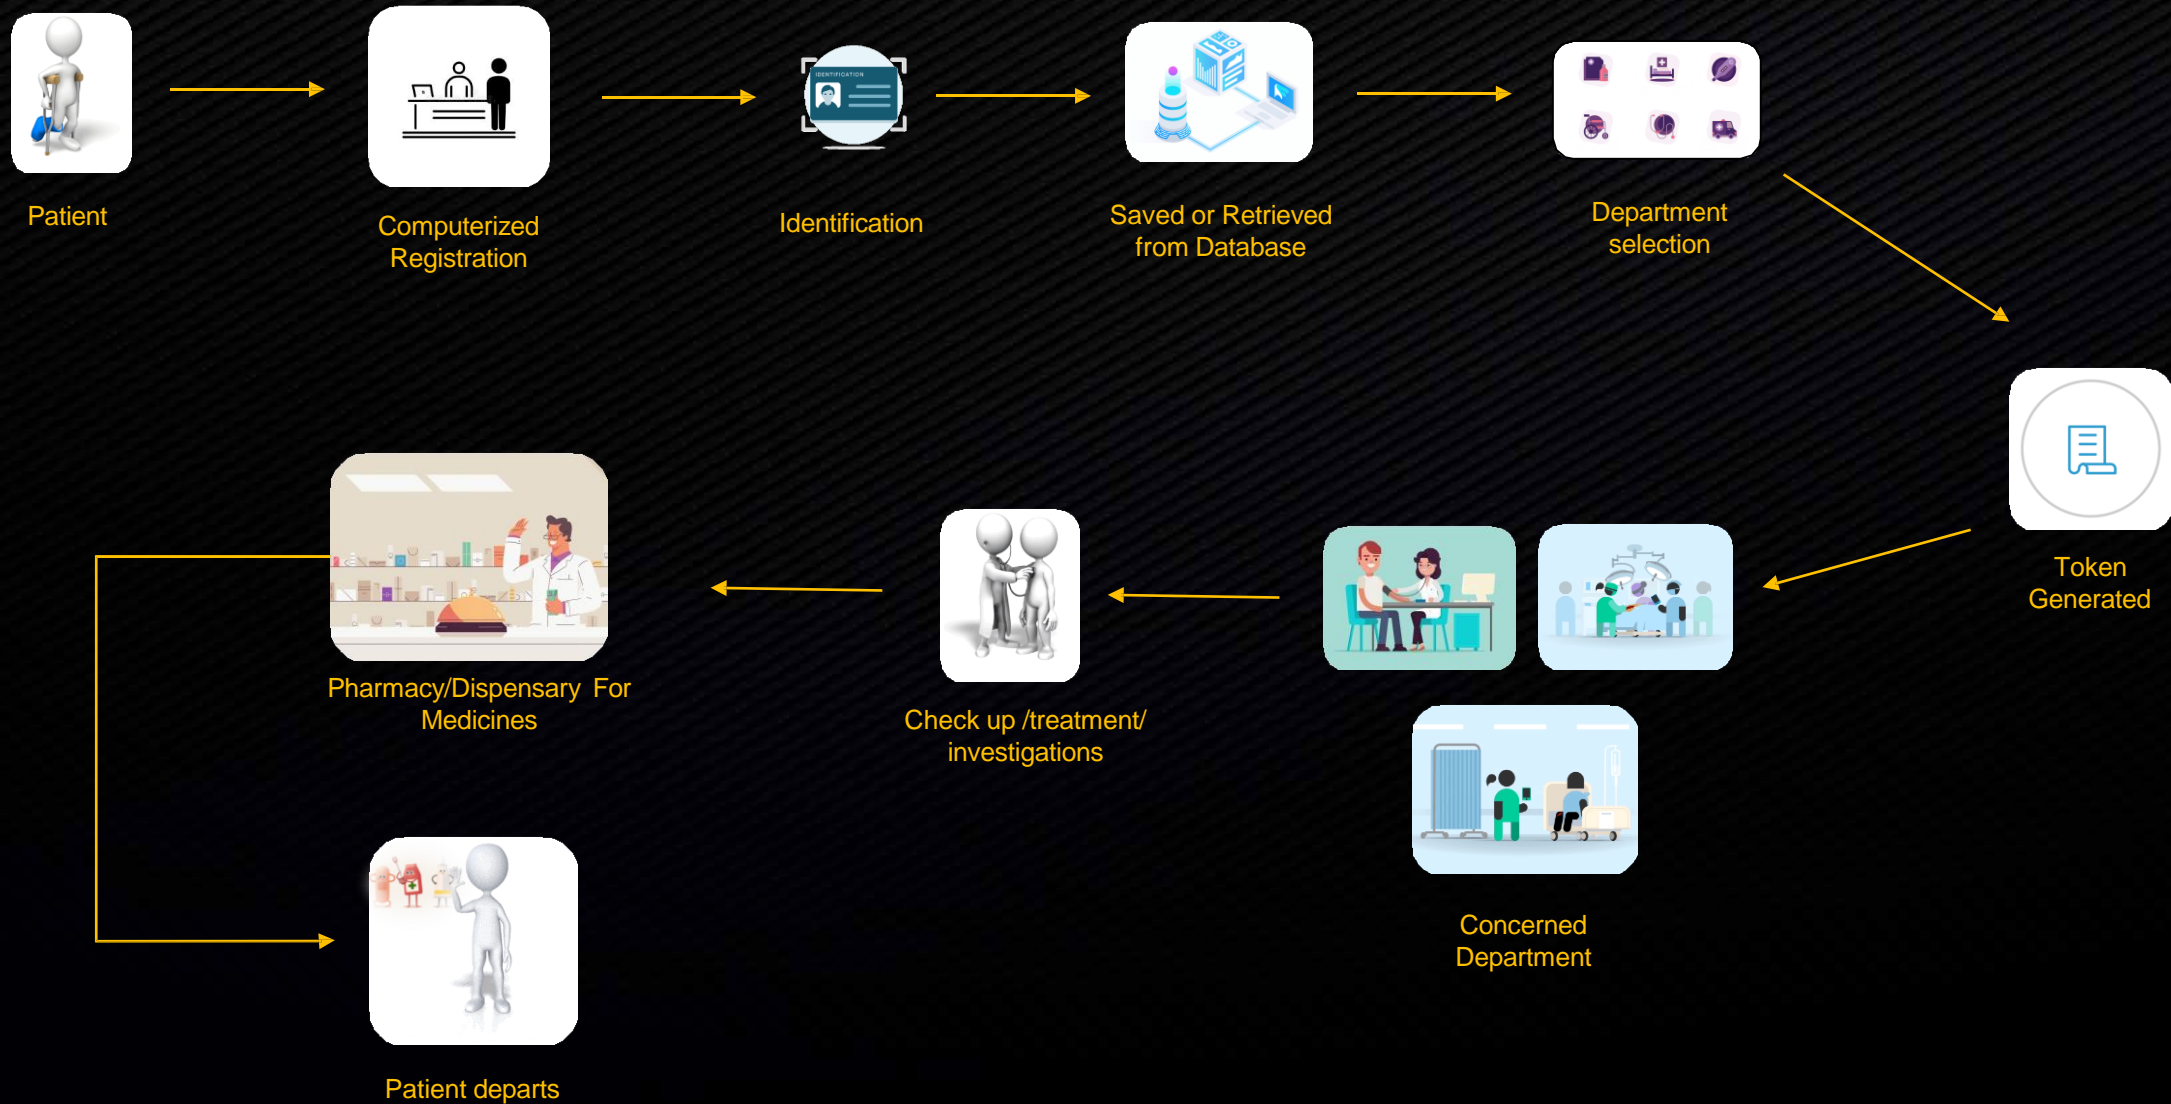 Patient
Computerized
Registration
IDENTIFICATION
Identification
Saved or Retrieved
from Database
Department
selection
Token
Generated
Concerned
Department
Check up /treatment/
investigations
Pharmacy/Dispensary For
Medicines
Patient departs